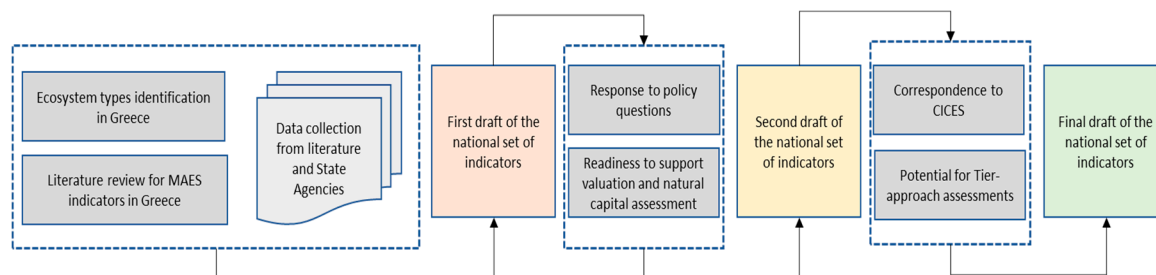 Ecosystem types identification
in Greece
Literature review for MAES
indicators in Greece
Data collection
from literature
and State
Agencies
First draft of the
national set of
indicators
Response to policy
questions
Readiness to support
valuation and natural
capital assessment
Second draft of
the national set
of indicators
Correspondence to
CICES
Potential for Tier-
approach assessments
Final draft of the
national set of
indicators